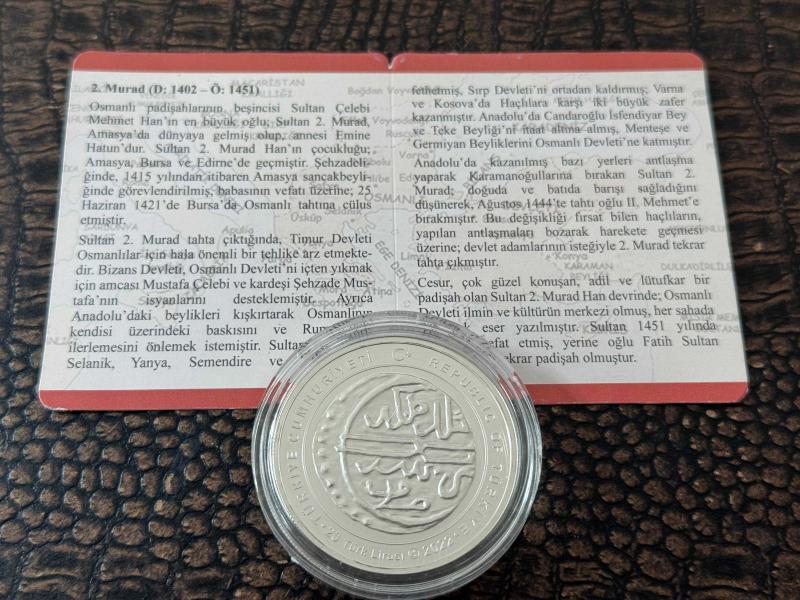 2. Murad (D: 1402 – Ö: 1451)
Osmanlı padişahlarının beşincisi Sultan Çelebi
Mehmet Han'ın en büyük oğlu; Sultan 2. Murad,
Amasya'da dünyaya gelmiş olup, annesi Emine
Hatun'dur. Sultan 2. Murad Han'ın çocukluğu;
Amasya, Bursa ve Edirne'de geçmiştir. Şehzadeli-
ğinde, 1415 yılından itibaren Amasya sancakbeyli-
ğinde görevlendirilmiş, babasının vefatı üzerine; 25
Haziran 1421'de Bursa'da Osmanlı tahtına cülus
etmiştir.
Sultan 2. Murad tahta çıktığında, Timur Devleti
Osmanlılar için hala önemli bir tehlike arz etmekte-
dir. Bizans Devleti, Osmanlı Devleti'ni içten yıkmak
için amcası Mustafa Çelebi ve kardeşi Şehzade Mus-
tafa'nın isyanlarını desteklemiştir. Ayrıca
Anadolu'daki beylikleri kışkırtarak Osmanlının
kendisi üzerindeki baskısını ve
ilerlemesini önlemek istemiştir.
Selanik, Yanya, Semendire ve
fethetmiş, Sırp Devleti'ni ortadan kaldırmış; Varna
ve Kosova'da Haçlılara karşı iki büyük zafer
kazanmıştır. Anadolu'da Candaroğlu İsfendiyar Bey
ve Teke Beyliği'ni itaat altına almış, Menteşe ve
Germiyan Beyliklerini Osmanlı Devleti'ne katmıştır.
Anadolu'da kazanılmış bazı yerleri antlaşma
yaparak Karamanoğullarına bırakan Sultan 2.
Murad; doğuda ve batıda barışı sağladığını
düşünerek, Ağustos 1444'te tahtı oğlu II. Mehmet'e
bırakmıştır. Bu değişikliği fırsat bilen haçlıların,
yapılan antlaşmaları bozarak harekete geçmesi
üzerine; devlet adamlarının isteğiyle 2. Murad tekrar
tahta çıkmıştır.
Cesur, çok güzel konuşan, adil ve lütufkar bir
padişah olan Sultan 2. Murad Han devrinde; Osmanlı
Devleti ilmin ve kültürün merkezi olmuş, her sahada
eser yazılmıştır. Sultan 1451 yılında
etmiş, yerine oğlu Fatih Sultan
tekrar padişah olmuştur.
TÜRKİYE CUMHURİYETİ
REPUBLIC OF TÜRKİYE
20 Türk Lirası 2022